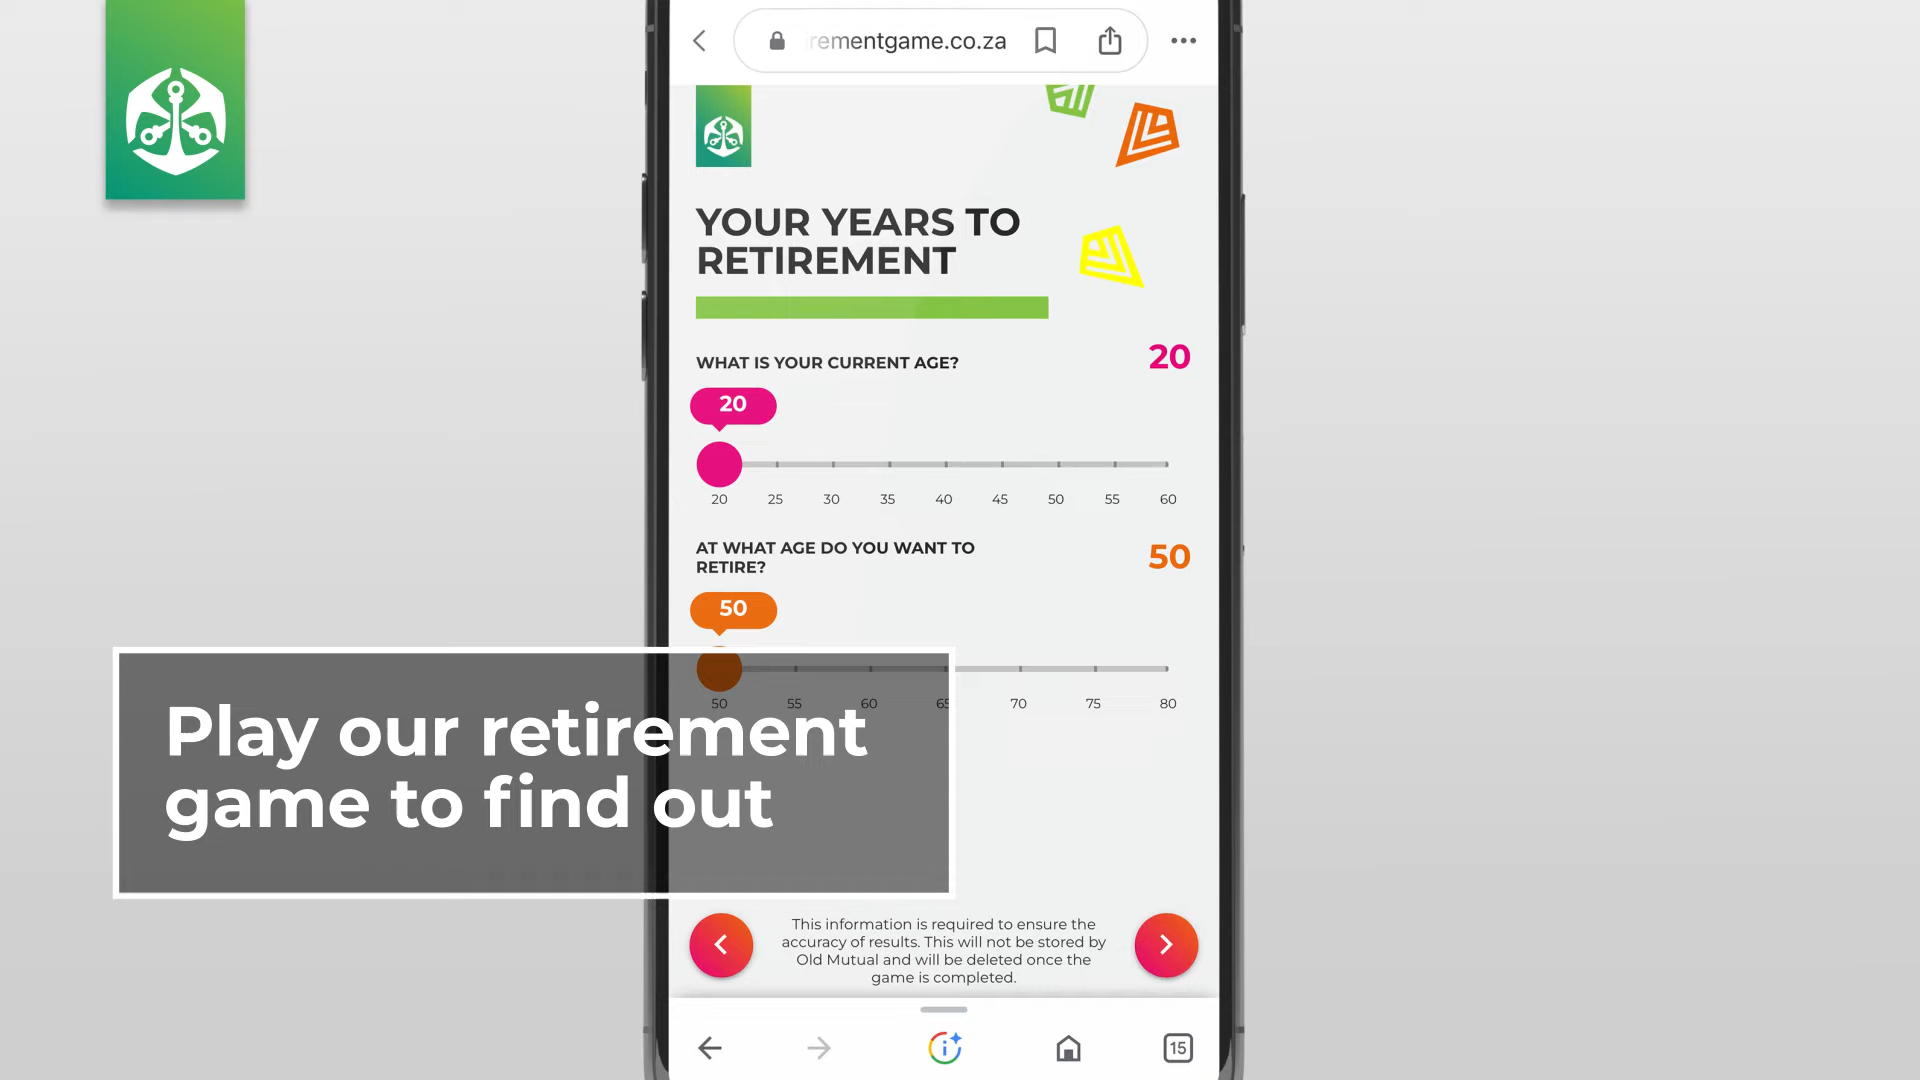 rementgame.co.za
YOUR YEARS TO
RETIREMENT
WHAT IS YOUR CURRENT AGE?
20
20
20 25 30 35 40 45 50 55 60
AT WHAT AGE DO YOU WANT TO
RETIRE?
50
50
50 55 60 65 70 75 80
Play our retirement
game to find out
This information is required to ensure the
accuracy of results. This will not be stored by
Old Mutual and will be deleted once the
game is completed.
15